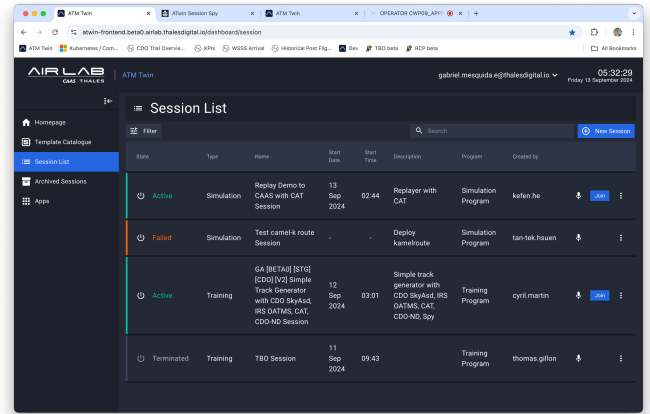 ATM Twin
ATwin Session Spy
ATM Twin
OPERATOR CWP08_APPI
atwin-frontend.beta0.airlab.thalesdigital.io/dashboard/session
ATM Twin
Kubernetes / Com...
CDO Trial Overvie...
KPIs
WSSS Arrival
Historical Post Flig...
Dev
TBO beta
RCP beta
All Bookmarks
AIRLAB
CAAS THALES
ATM Twin
gabriel.mesquida.e@thalesdigital.io
05:32:29
Friday 13 September 2024
Homepage
Template Catalogue
Session List
Archived Sessions
Apps
Session List
Filter
Search
New Session
State
Type
Name
Start
Date
Start
Time
Description
Program
Created by
Active
Simulation
Replay Demo to
CAAS with CAT
Session
13
Sep
2024
02:44
Replayer with
CAT
Simulation
Program
kefen.he
Join
Failed
Simulation
Test camel-k route
Session
-
-
Deploy
kamelroute
Simulation
Program
tan-tek.hsuen
Active
Training
GA [BETA0] [STG]
[CDO] [V2] Simple
Track Generator
with CDO SkyAsd,
IRS OATMS, CAT,
CDO-ND Session
12
Sep
2024
03:01
Simple track
generator with
CDO SkyAsd, IRS
OATMS, CAT,
CDO-ND, Spy
Training
Program
cyril.martin
Join
Terminated
Training
TBO Session
11
Sep
2024
09:43
Training
Program
thomas.gillon